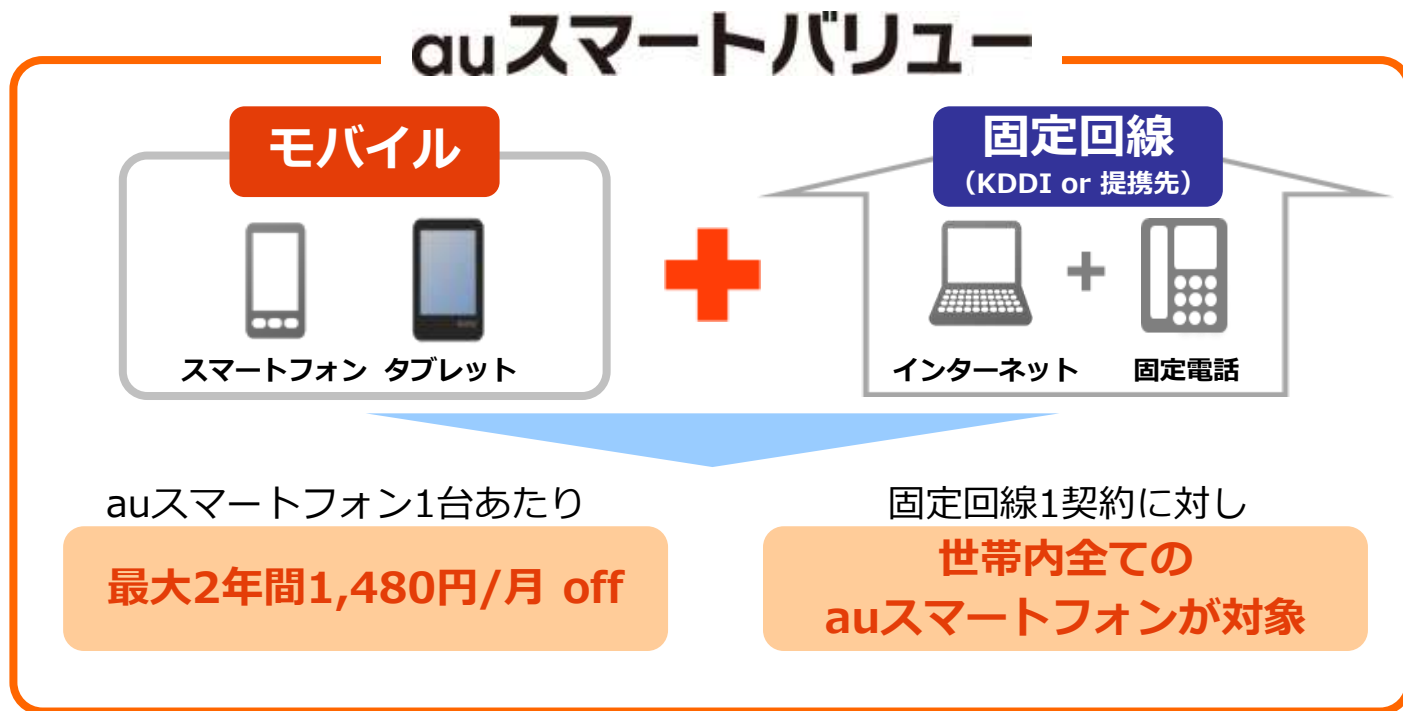 auスマートバリュー
モバイル
スマートフォン タブレット
固定回線
（KDDI or 提携先）
インターネット 固定電話
auスマートフォン1台あたり
最大2年間1,480円/月 off
固定回線1契約に対し
世帯内全ての
auスマートフォンが対象